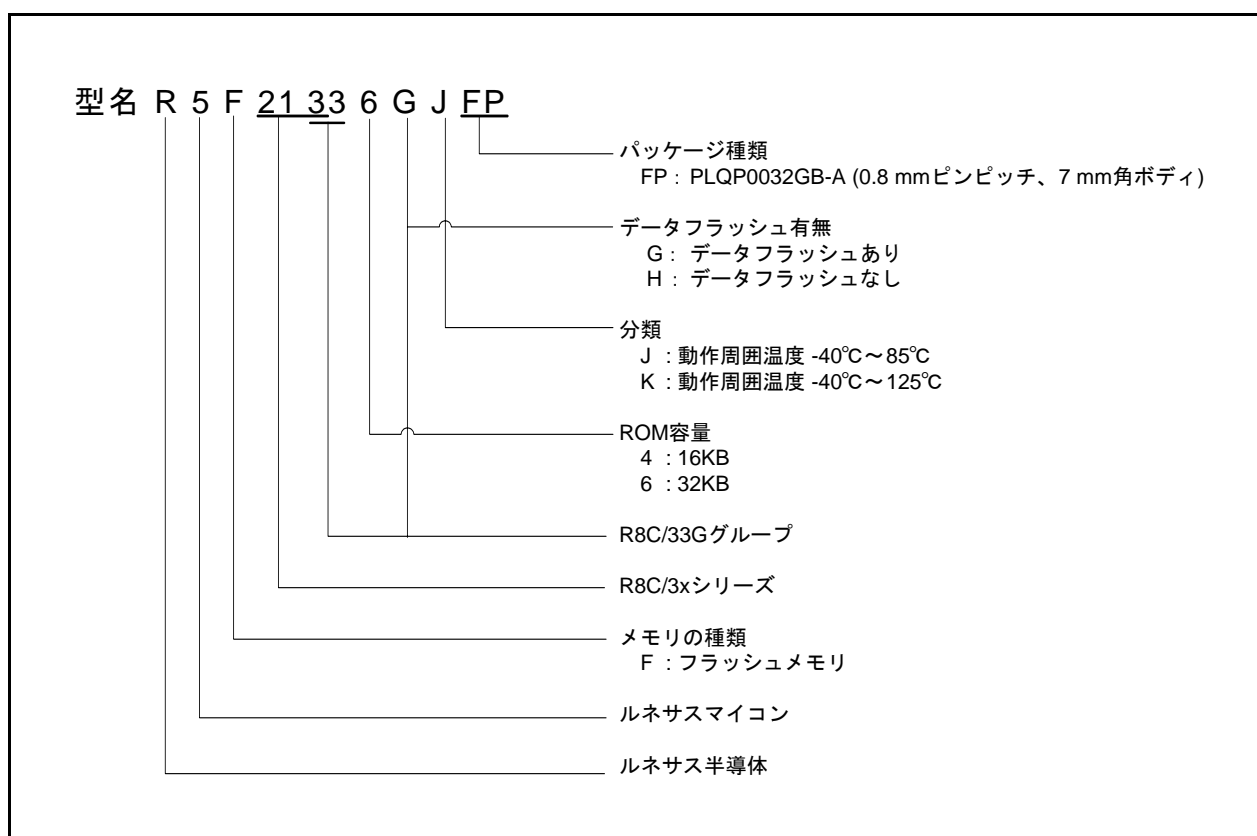 型名 R 5 F 21 33 6 G J FP
パッケージ種類
FP : PLQP0032GB-A (0.8 mmピンピッチ、7 mm角ボディ)
データフラッシュ有無
G : データフラッシュあり
H : データフラッシュなし
分類
J : 動作周囲温度 -40℃～85℃
K : 動作周囲温度 -40℃～125℃
ROM容量
4 : 16KB
6 : 32KB
R8C/33Gグループ
R8C/3xシリーズ
メモリの種類
F : フラッシュメモリ
ルネサスマイコン
ルネサス半導体